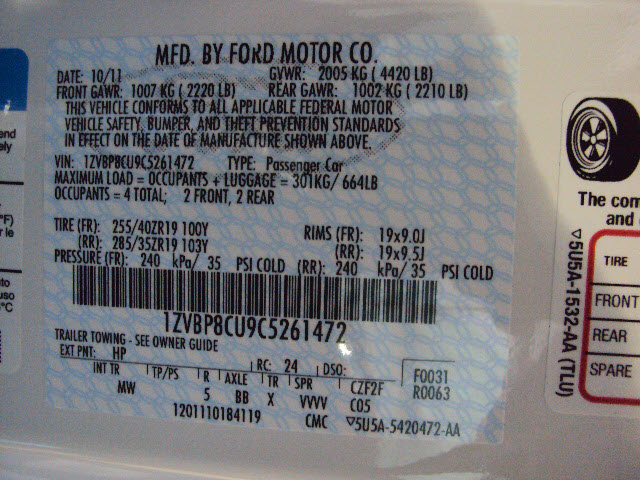 MFD. BY FORD MOTOR CO.
DATE: 10/11 GVWR: 2005 KG ( 4420 LB)
FRONT GAWR: 1007 KG ( 2220 LB) REAR GAWR: 1002 KG ( 2210 LB)
THIS VEHICLE CONFORMS TO ALL APPLICABLE FEDERAL MOTOR
VEHICLE SAFETY, BUMPER, AND THEFT PREVENTION STANDARDS
IN EFFECT ON THE DATE OF MANUFACTURE SHOWN ABOVE.
VIN: 1ZVBP8CU9C5261472 TYPE: Passenger Car
MAXIMUM LOAD = OCCUPANTS + LUGGAGE = 301KG/ 664LB
OCCUPANTS = 4 TOTAL; 2 FRONT, 2 REAR
TIRE (FR): 255/40ZR19 100Y RIMS (FR): 19x9.0J
(RR): 285/35ZR19 103Y (RR): 19x9.5J
PRESSURE (FR): 240 kPa/ 35 PSI COLD (RR): 240 kPa/ 35 PSI COLD
1ZVBP8CU9C5261472
TRAILER TOWING - SEE OWNER GUIDE
EXT PNT: HP RC: 24 DSO: F0031
INT TR TP/PS R AXLE TR SPR CZF2F R0063
MW 5 BB X VVVV C05
1201110184119 CMC ▽5U5A-5420472-AA
The com
and
TIRE
FRONT
REAR
SPARE
▽5U5A-1532-AA (TLU)
end
ely
°F)
r le
uto
uso
°C